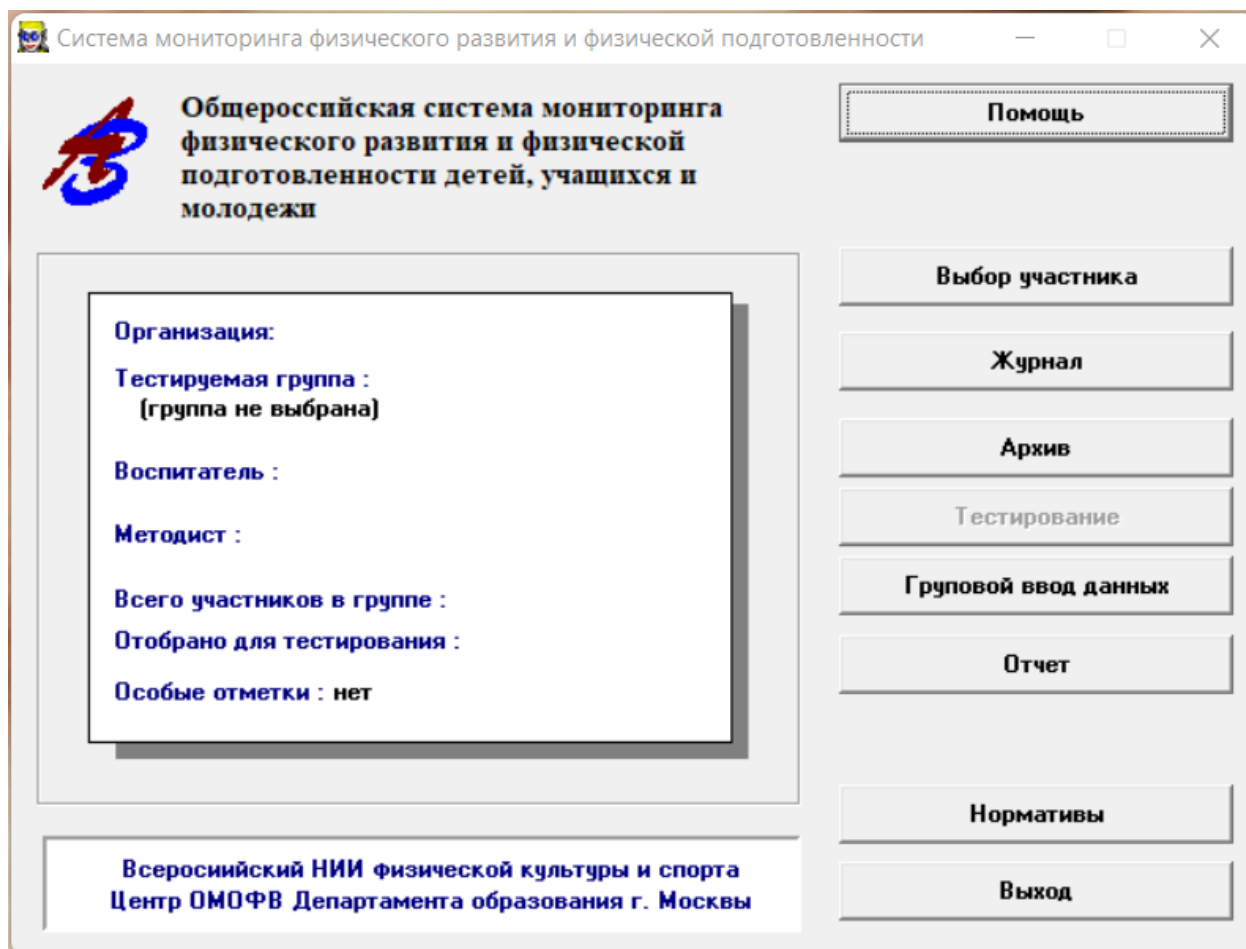 Система мониторинга физического развития и физической подготовленности
Общероссийская система мониторинга
физического развития и физической
подготовленности детей, учащихся и
молодежи
Помощь
Организация:
Тестируемая группа :
(группа не выбрана)
Воспитатель :
Методист :
Всего участников в группе :
Отобрано для тестирования :
Особые отметки : нет
Выбор участника
Журнал
Архив
Тестирование
Груповой ввод данных
Отчет
Нормативы
Выход
Всеросиийский НИИ физической культуры и спорта
Центр ОМОФВ Департамента образования г. Москвы